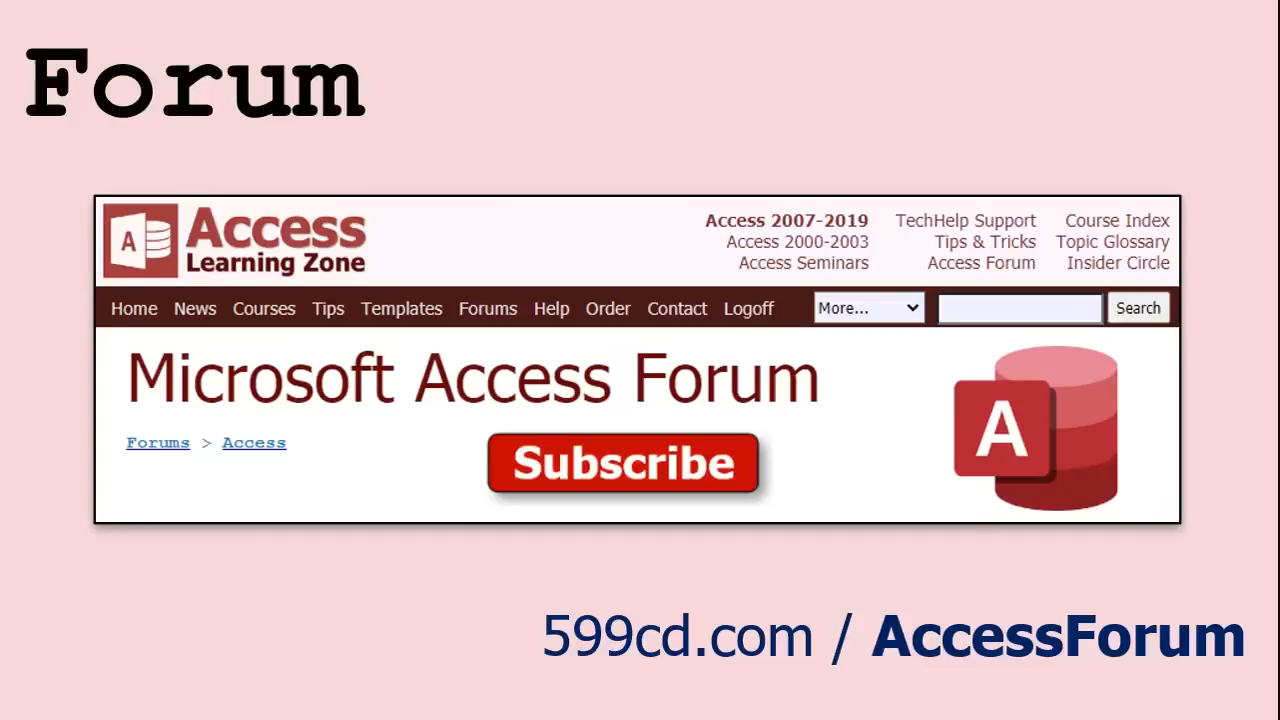 Forum
A Access
Learning Zone
Access 2007-2019 TechHelp Support Course Index
Access 2000-2003 Tips & Tricks Topic Glossary
Access Seminars Access Forum Insider Circle
Home News Courses Tips Templates Forums Help Order Contact Logoff More... Search
Microsoft Access Forum
Forums > Access
Subscribe
A
599cd.com / AccessForum